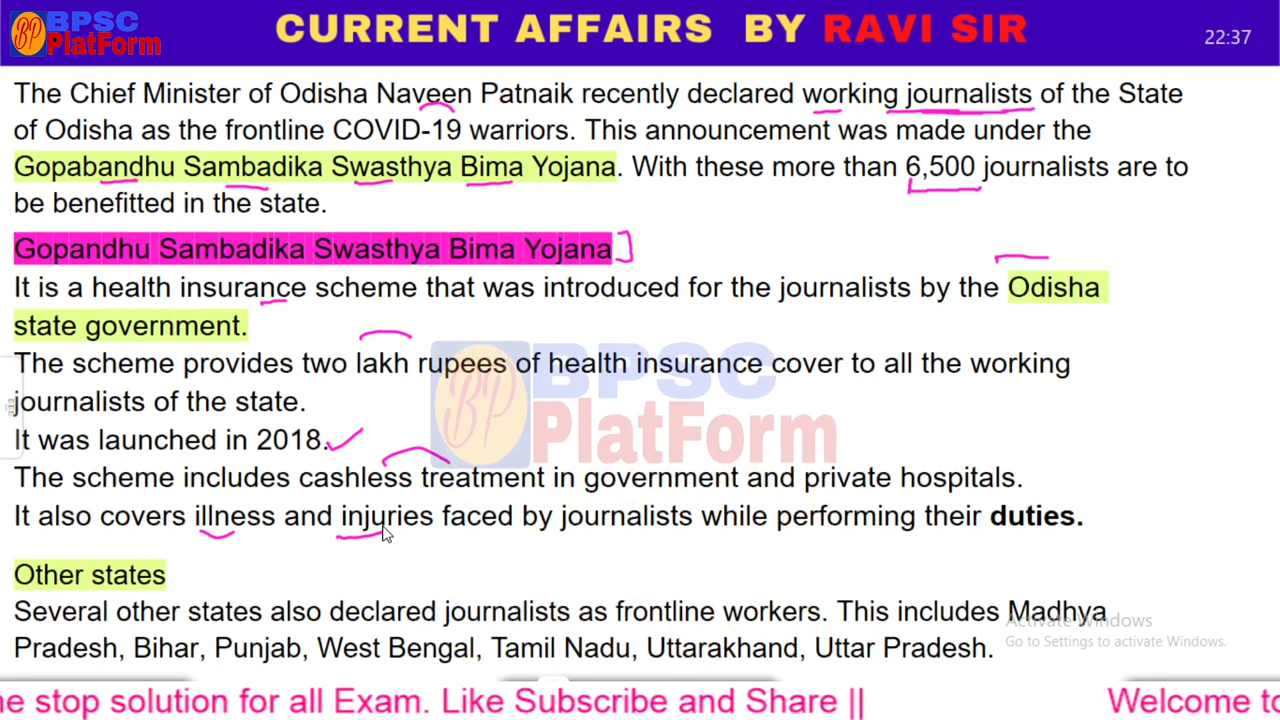 BPSC
PlatForm
CURRENT AFFAIRS BY RAVI SIR
22:37
The Chief Minister of Odisha Naveen Patnaik recently declared working journalists of the State
of Odisha as the frontline COVID-19 warriors. This announcement was made under the
Gopabandhu Sambadika Swasthya Bima Yojana. With these more than 6,500 journalists are to
be benefitted in the state.
Gopandhu Sambadika Swasthya Bima Yojana
It is a health insurance scheme that was introduced for the journalists by the Odisha
state government.
The scheme provides two lakh rupees of health insurance cover to all the working
journalists of the state.
It was launched in 2018.
The scheme includes cashless treatment in government and private hospitals.
It also covers illness and injuries faced by journalists while performing their duties.
BPSC
PlatForm
Other states
Several other states also declared journalists as frontline workers. This includes Madhya
Pradesh, Bihar, Punjab, West Bengal, Tamil Nadu, Uttarakhand, Uttar Pradesh.
Activate Windows
Go to Settings to activate Windows.
ne stop solution for all Exam. Like Subscribe and Share || Welcome to